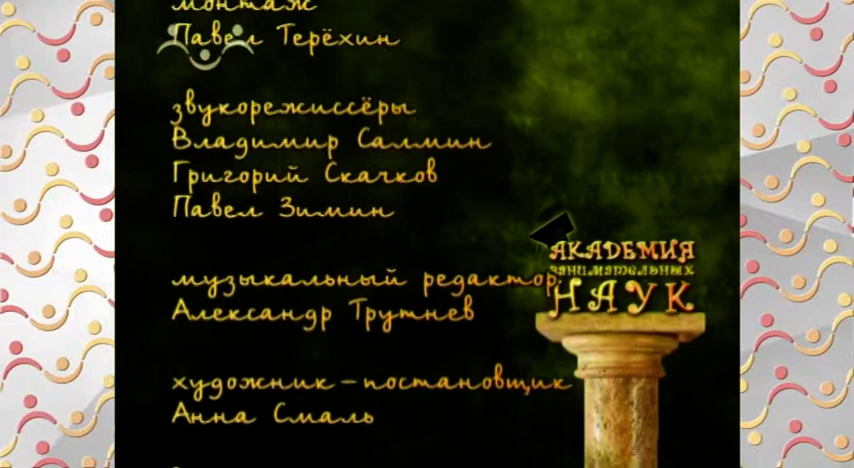 монтаж
Павел Терёхин
звукорежиссёры
Владимир Салмин
Григорий Скачков
Павел Зимин
музыкальный редактор
Александр Трутнев
художник-постановщик
Анна Смаль
АКАДЕМИЯ
занимательных
НАУК